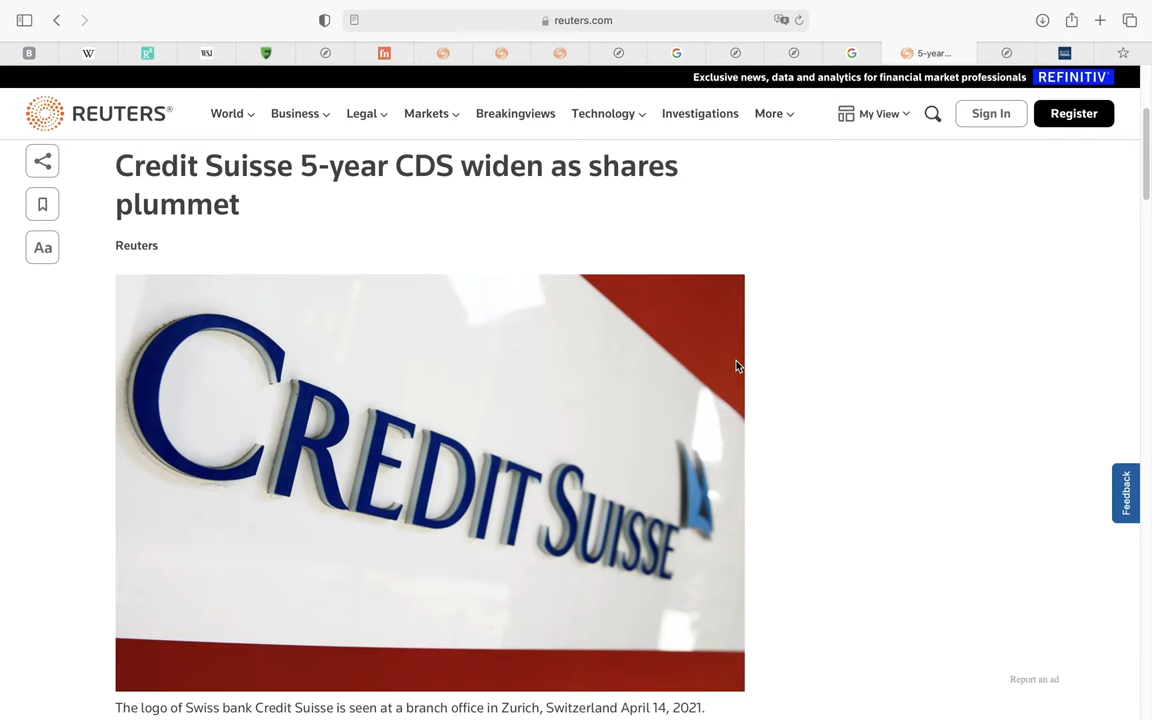 reuters.com
B W R WSJ fn G G 5-year...
Exclusive news, data and analytics for financial market professionals REFINITIV
REUTERS® World Business Legal Markets Breakingviews Technology Investigations More My View Sign In Register
Credit Suisse 5-year CDS widen as shares
plummet
Reuters
Aa
CREDIT SUISSE
Feedback
Report an ad
The logo of Swiss bank Credit Suisse is seen at a branch office in Zurich, Switzerland April 14, 2021.